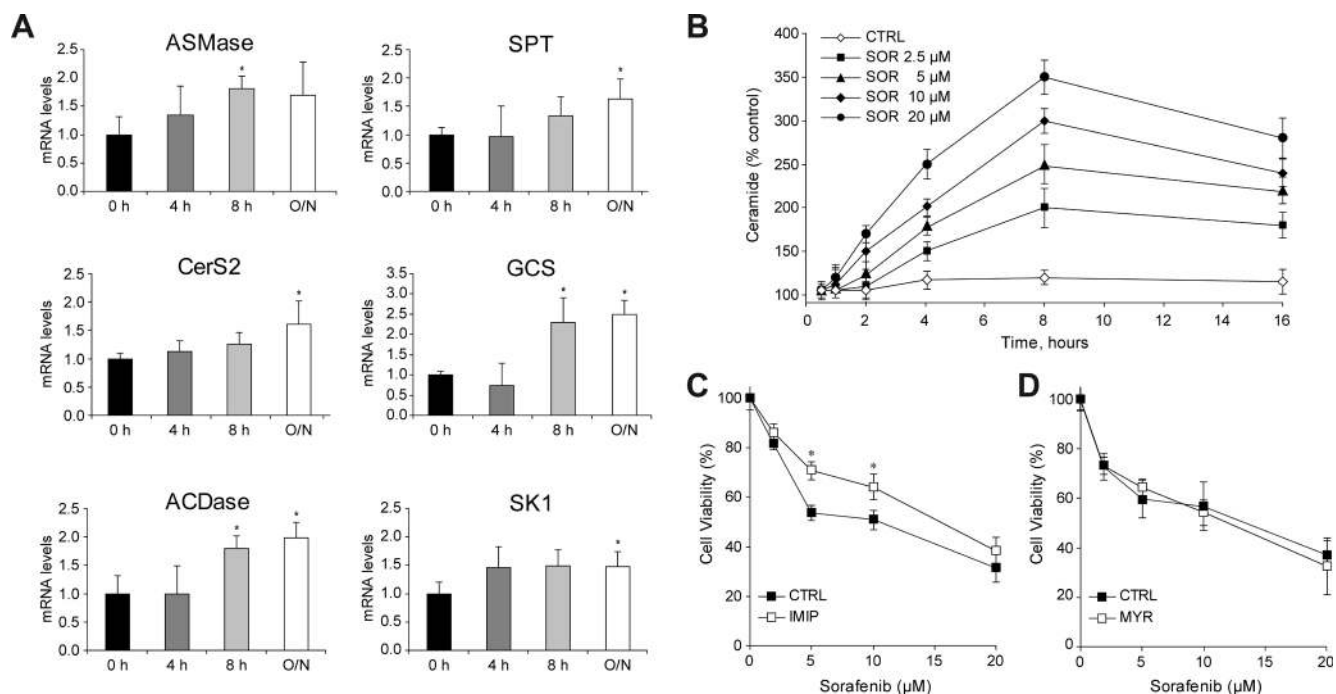 A
ASMase
mRNA levels
2.5
2.0
1.5
1.0
0.5
0.0
*
0 h 4 h 8 h O/N
SPT
mRNA levels
2.5
2.0
1.5
1.0
0.5
0.0
*
0 h 4 h 8 h O/N
CerS2
mRNA levels
2.5
2.0
1.5
1.0
0.5
0.0
*
0 h 4 h 8 h O/N
GCS
mRNA levels
3.5
3.0
2.5
2.0
1.5
1.0
0.5
0.0
* *
0 h 4 h 8 h O/N
ACDase
mRNA levels
2.5
2.0
1.5
1.0
0.5
0.0
* *
0 h 4 h 8 h O/N
SK1
mRNA levels
2.5
2.0
1.5
1.0
0.5
0.0
*
0 h 4 h 8 h O/N
B
CTRL
SOR 2.5 µM
SOR 5 µM
SOR 10 µM
SOR 20 µM
Ceramide (% control)
400
350
300
250
200
150
100
0 2 4 6 8 10 12 14 16
Time, hours
C
Cell Viability (%)
100
80
60
40
20
* *
CTRL
IMIP
0 5 10 15 20
Sorafenib (µM)
D
Cell Viability (%)
100
80
60
40
20
CTRL
MYR
0 5 10 15 20
Sorafenib (µM)